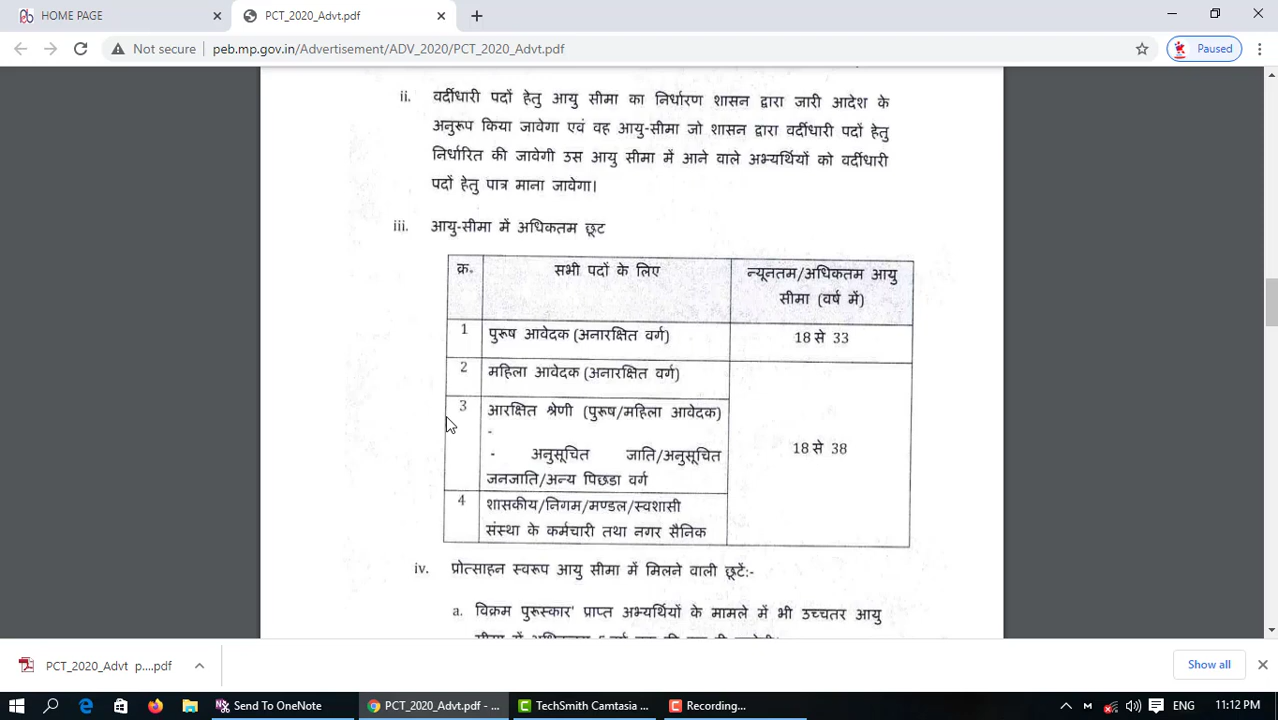 HOME PAGE
PCT_2020_Advt.pdf
Not secure
peb.mp.gov.in/Advertisement/ADV_2020/PCT_2020_Advt.pdf
Paused
ii. वर्दीधारी पदों हेतु आयु सीमा का निर्धारण शासन द्वारा जारी आदेश के
अनुरूप किया जावेगा एवं वह आयु-सीमा जो शासन द्वारा वर्दीधारी पदों हेतु
निर्धारित की जावेगी उस आयु सीमा में आने वाले अभ्यर्थियों को वर्दीधारी
पदों हेतु पात्र माना जावेगा।
iii. आयु-सीमा में अधिकतम छूट
क्र. सभी पदों के लिए न्यूनतम/अधिकतम आयु
सीमा (वर्ष में)
1 पुरूष आवेदक (अनारक्षित वर्ग) 18 से 33
2 महिला आवेदक (अनारक्षित वर्ग)
3 आरक्षित श्रेणी (पुरूष/महिला आवेदक)
-
- अनुसूचित जाति/अनुसूचित
जनजाति/अन्य पिछडा वर्ग
18 से 38
4 शासकीय/निगम/मण्डल/स्वशासी
संस्था के कर्मचारी तथा नगर सैनिक
iv. प्रोत्साहन स्वरूप आयु सीमा में मिलने वाली छूटें:-
a. विक्रम पुरूस्कार' प्राप्त अभ्यर्थियों के मामले में भी उच्चतर आयु
PCT_2020_Advt p....pdf
Show all
Send To OneNote
PCT_2020_Advt.pdf - ...
TechSmith Camtasia ...
Recording...
ENG
11:12 PM